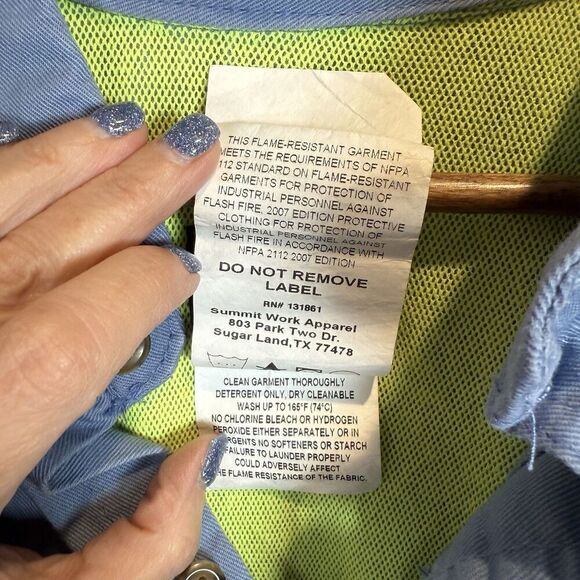 THIS FLAME-RESISTANT GARMENT
MEETS THE REQUIREMENTS OF NFPA
112 STANDARD ON FLAME-RESISTANT
GARMENTS FOR PROTECTION OF
INDUSTRIAL PERSONNEL AGAINST
FLASH FIRE, 2007 EDITION PROTECTIVE
CLOTHING FOR PROTECTION OF
INDUSTRIAL PERSONNEL AGAINST
FLASH FIRE IN ACCORDANCE WITH
NFPA 2112 2007 EDITION
DO NOT REMOVE
LABEL
RN# 131861
Summit Work Apparel
803 Park Two Dr.
Sugar Land,TX 77478
CLEAN GARMENT THOROUGHLY
DETERGENT ONLY, DRY CLEANABLE
WASH UP TO 165°F (74°C)
NO CHLORINE BLEACH OR HYDROGEN
PEROXIDE EITHER SEPARATELY OR IN
ERGENTS NO SOFTENERS OR STARCH
FAILURE TO LAUNDER PROPERLY
COULD ADVERSELY AFFECT
HE FLAME RESISTANCE OF THE FABRIC.